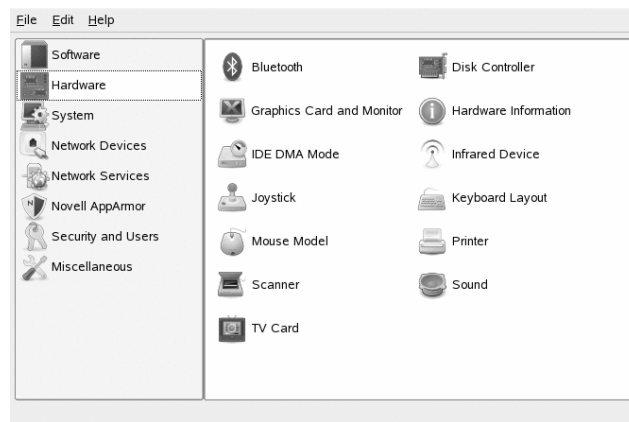 File Edit Help
Software
Hardware
System
Network Devices
Network Services
Novell AppArmor
Security and Users
Miscellaneous
Bluetooth
Disk Controller
Graphics Card and Monitor
Hardware Information
IDE DMA Mode
Infrared Device
Joystick
Keyboard Layout
Mouse Model
Printer
Scanner
Sound
TV Card